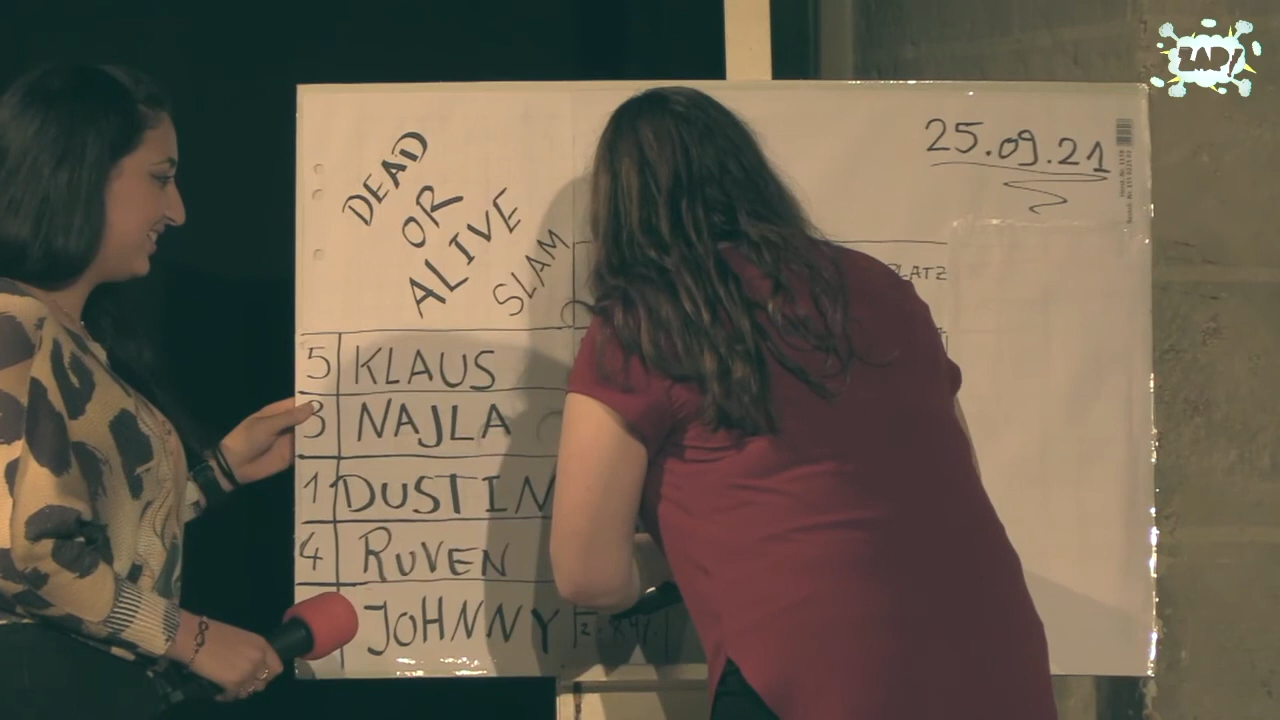 ZAP!
25.09.21
DEAD
OR
ALIVE
SLAM
5 KLAUS
3 NAJLA
1 DUSTIN
4 RUVEN
JOHNNY